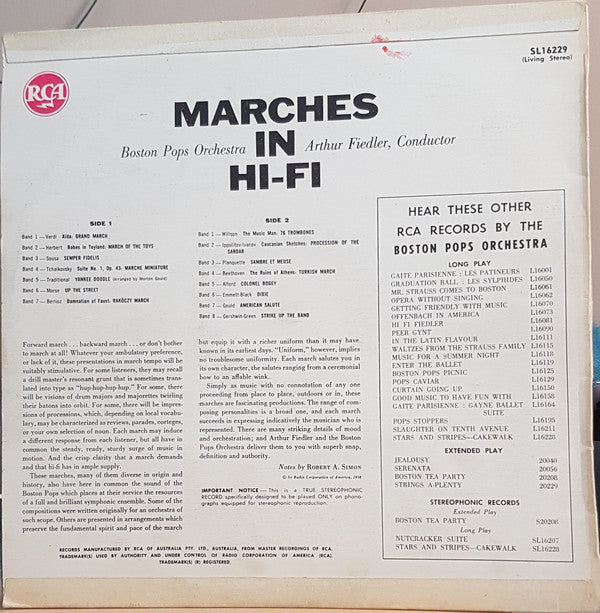 SL16229
(Living Stereo)
RCA
MARCHES
Boston Pops Orchestra IN Arthur Fiedler, Conductor
HI-FI
SIDE 1
Band 1 — Verdi Aida: GRAND MARCH
Band 2 — Herbert Babes in Toyland: MARCH OF THE TOYS
Band 3 — Sousa SEMPER FIDELIS
Band 4 — Tchaikovsky Suite No. 1, Op. 43: MARCHE MINIATURE
Band 5 — Traditional YANKEE DOODLE (Arranged by Morton Gould)
Band 6 — Morse UP THE STREET
Band 7 — Berlioz Damnation of Faust: RAKÓCZY MARCH
SIDE 2
Band 1 — Willson The Music Man: 76 TROMBONES
Band 2 — Ippolitov-Ivanov Caucasian Sketches: PROCESSION OF THE
SARDAR
Band 3 — Planquette SAMBRE ET MEUSE
Band 4 — Beethoven The Ruins of Athens: TURKISH MARCH
Band 5 — Alford COLONEL BOGEY
Band 6 — Emmett-Black DIXIE
Band 7 — Gould AMERICAN SALUTE
Band 8 — Gershwin-Green STRIKE UP THE BAND
Forward march . . . backward march . . . or don't bother
to march at all! Whatever your ambulatory preference,
or lack of it, these presentations in march tempo will be
suitably stimulative. For some listeners, they may recall
a drill master's resonant grunt that is sometimes trans-
lated into type as "hup-hup-hup-hup." For some, there
will be visions of drum majors and majorettes twirling
their batons into orbit. For some, there will be impres-
sions of processions, which, depending on local vocabu-
lary, may be characterized as reviews, parades, corteges,
or your own selection of noun. Each march may induce
a different response from each listener, but all have in
common the steady, ready, sturdy surge of music in
motion. And the crisp clarity that a march demands
and that hi-fi has in ample supply.
These marches, many of them diverse in origin and
history, also have here in common the sound of the
Boston Pops which places at their service the resources
of a full and brilliant symphonic ensemble. Some of the
compositions were written originally for an orchestra of
such scope. Others are presented in arrangements which
preserve the fundamental spirit and pace of the march
but equip it with a richer uniform than it may have
known in its earliest days. "Uniform," however, implies
no troublesome uniformity. Each march salutes you in
its own character, the salutes ranging from a ceremonial
bow to an affable wink.
Simply as music with no connotation of any one
proceeding from place to place, outdoors or in, these
marches are fascinating productions. The range of com-
posing personalities is a broad one, and each march
succeeds in expressing indicatively the musician who is
represented. There are many striking details of mood
and orchestration; and Arthur Fiedler and the Boston
Pops Orchestra deliver them to you with superb snap,
definition and authority.
Notes by ROBERT A. SIMON
© by Radio Corporation of America, 1958
IMPORTANT NOTICE — This is a TRUE STEREOPHONIC
RECORD specifically designed to be played ONLY on phono-
graphs equipped for stereophonic reproduction.
HEAR THESE OTHER
RCA RECORDS BY THE
BOSTON POPS ORCHESTRA
LONG PLAY
GAITE PARISIENNE : LES PATINEURS L16001
GRADUATION BALL : LES SYLPHIDES L16050
MR. STRAUSS COMES TO BOSTON L16061
OPERA WITHOUT SINGING L16062
GETTING FRIENDLY WITH MUSIC L16070
OFFENBACH IN AMERICA L16073
HI FI FIEDLER L16081
PEER GYNT L16090
IN THE LATIN FLAVOUR L16111
WALTZES FROM THE STRAUSS FAMILY L16115
MUSIC FOR A SUMMER NIGHT L16118
ENTER THE BALLET L16119
BOSTON POPS PICNIC L16125
POPS CAVIAR L16129
CURTAIN GOING UP L16150
GOOD MUSIC TO HAVE FUN WITH L16158
GAITE PARISIENNE : GAYNE BALLET L16164
SUITE
POPS STOPPERS L16195
SLAUGHTER ON TENTH AVENUE L16211
STARS AND STRIPES—CAKEWALK L16228
EXTENDED PLAY
JEALOUSY 20040
SERENATA 20056
BOSTON TEA PARTY 20208
STRINGS A PLENTY 20229
STEREOPHONIC RECORDS
Extended Play
BOSTON TEA PARTY S20208
Long Play
NUTCRACKER SUITE SL16207
STARS AND STRIPES—CAKEWALK SL16228
RECORDS MANUFACTURED BY RCA OF AUSTRALIA PTY. LTD., AUSTRALIA, FROM MASTER RECORDINGS OF RCA.
TRADEMARK(S) USED BY AUTHORITY AND UNDER CONTROL OF RADIO CORPORATION OF AMERICA (RCA).
TRADEMARK(S) (R) REGISTERED.